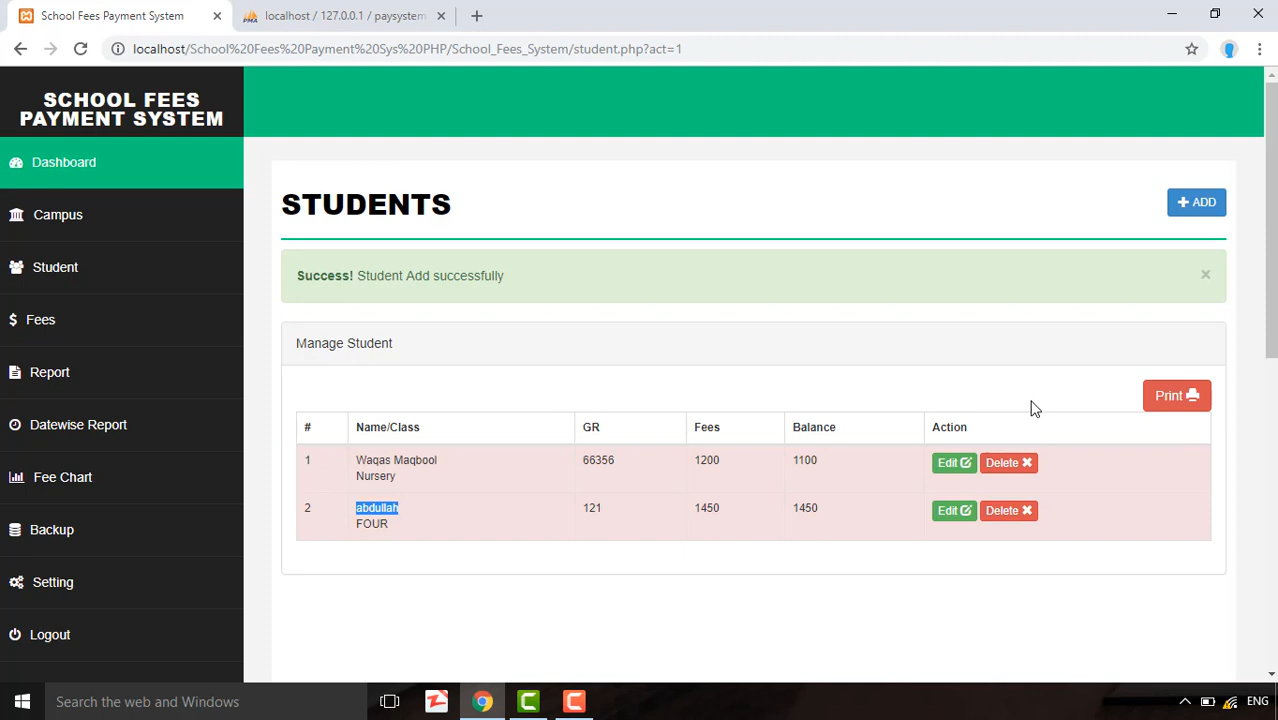 School Fees Payment System
localhost / 127.0.0.1 / paysystem
localhost/School%20Fees%20Payment%20Sys%20PHP/School_Fees_System/student.php?act=1
SCHOOL FEES
PAYMENT SYSTEM
Dashboard
Campus
Student
Fees
Report
Datewise Report
Fee Chart
Backup
Setting
Logout
STUDENTS
ADD
Success! Student Add successfully
×
Manage Student
Print
# Name/Class GR Fees Balance Action
1 Waqas Maqbool 66356 1200 1100 Edit Delete
Nursery
2 abdullah 121 1450 1450 Edit Delete
FOUR
Search the web and Windows
ENG